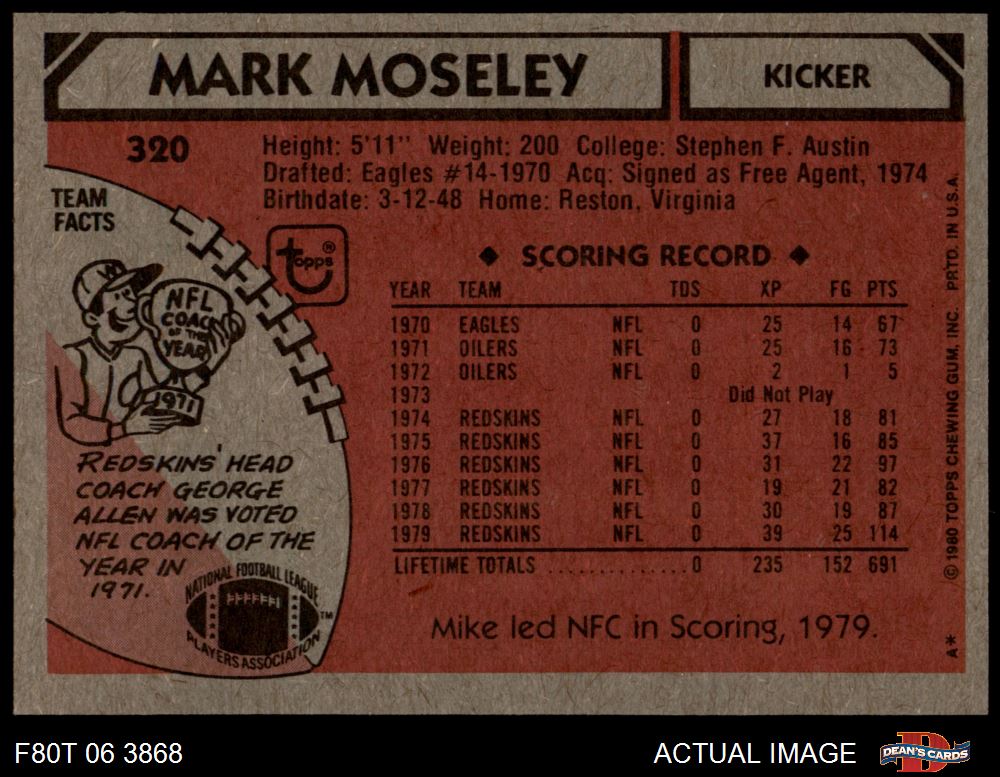 MARK MOSELEY
KICKER
320
Height: 5'11" Weight: 200 College: Stephen F. Austin
Drafted: Eagles #14-1970 Acq: Signed as Free Agent, 1974
Birthdate: 3-12-48 Home: Reston, Virginia
TEAM
FACTS
topps®
W
NFL
COACH
OF THE
YEAR
1971
REDSKINS' HEAD
COACH GEORGE
ALLEN WAS VOTED
NFL COACH OF THE
YEAR IN
1971.
NATIONAL FOOTBALL LEAGUE
PLAYERS ASSOCIATION
TM
◆ SCORING RECORD ◆
YEAR TEAM TDS XP FG PTS
1970 EAGLES NFL 0 25 14 67
1971 OILERS NFL 0 25 16 73
1972 OILERS NFL 0 2 1 5
1973 Did Not Play
1974 REDSKINS NFL 0 27 18 81
1975 REDSKINS NFL 0 37 16 85
1976 REDSKINS NFL 0 31 22 97
1977 REDSKINS NFL 0 19 21 82
1978 REDSKINS NFL 0 30 19 87
1979 REDSKINS NFL 0 39 25 114
LIFETIME TOTALS ..............0 235 152 691
Mike led NFC in Scoring, 1979.
A* © 1980 TOPPS CHEWING GUM, INC. PRTD. IN U.S.A.
F80T 06 3868
ACTUAL IMAGE
D
DEAN'S CARDS